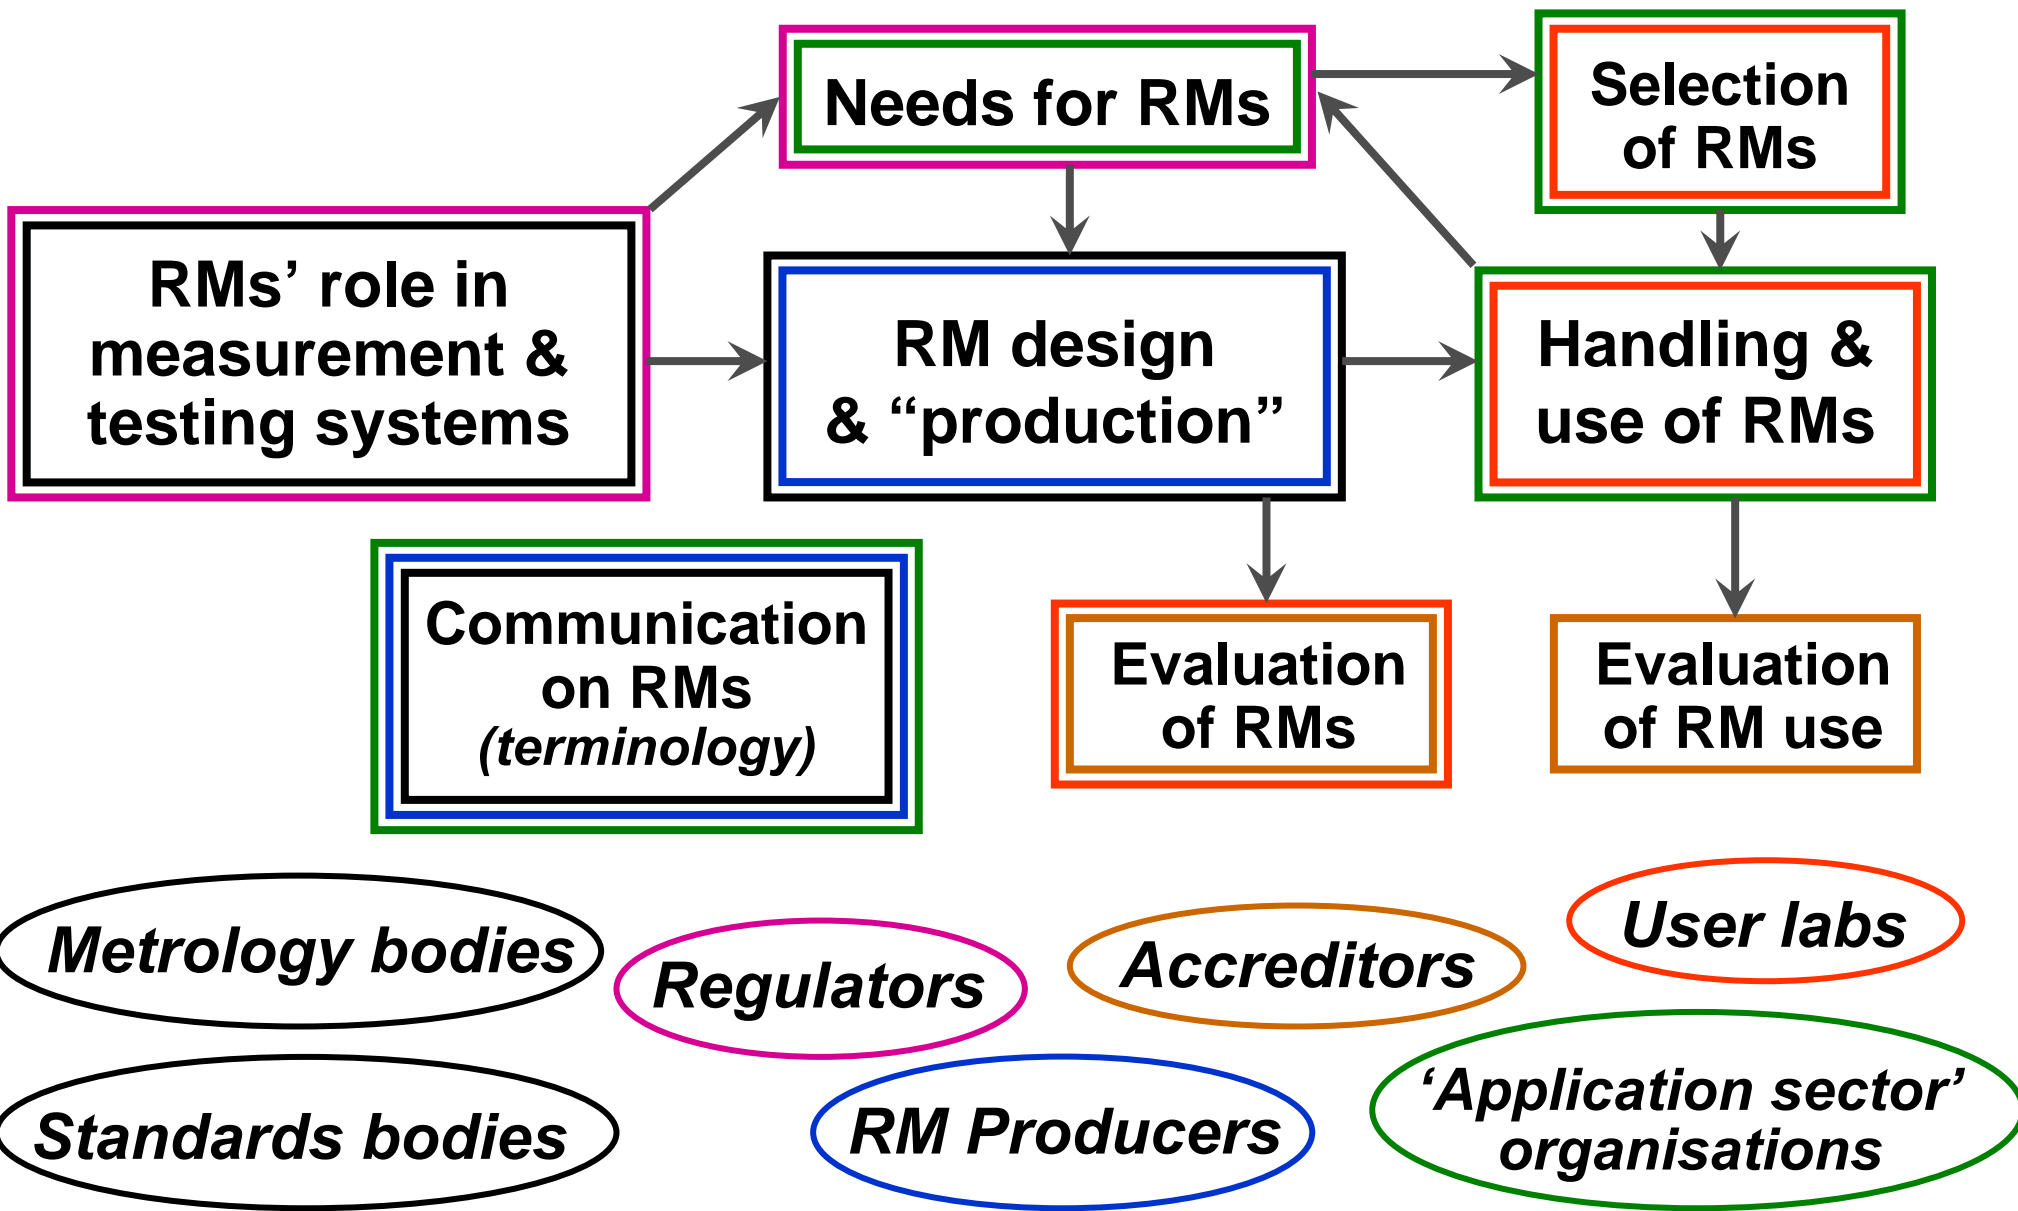 Needs for RMs
Selection
of RMs
RMs’ role in
measurement &
testing systems
RM design
& “production”
Handling &
use of RMs
Communication
on RMs
(terminology)
Evaluation
of RMs
Evaluation
of RM use
Metrology bodies
Regulators
Accreditors
User labs
Standards bodies
RM Producers
‘Application sector’
organisations